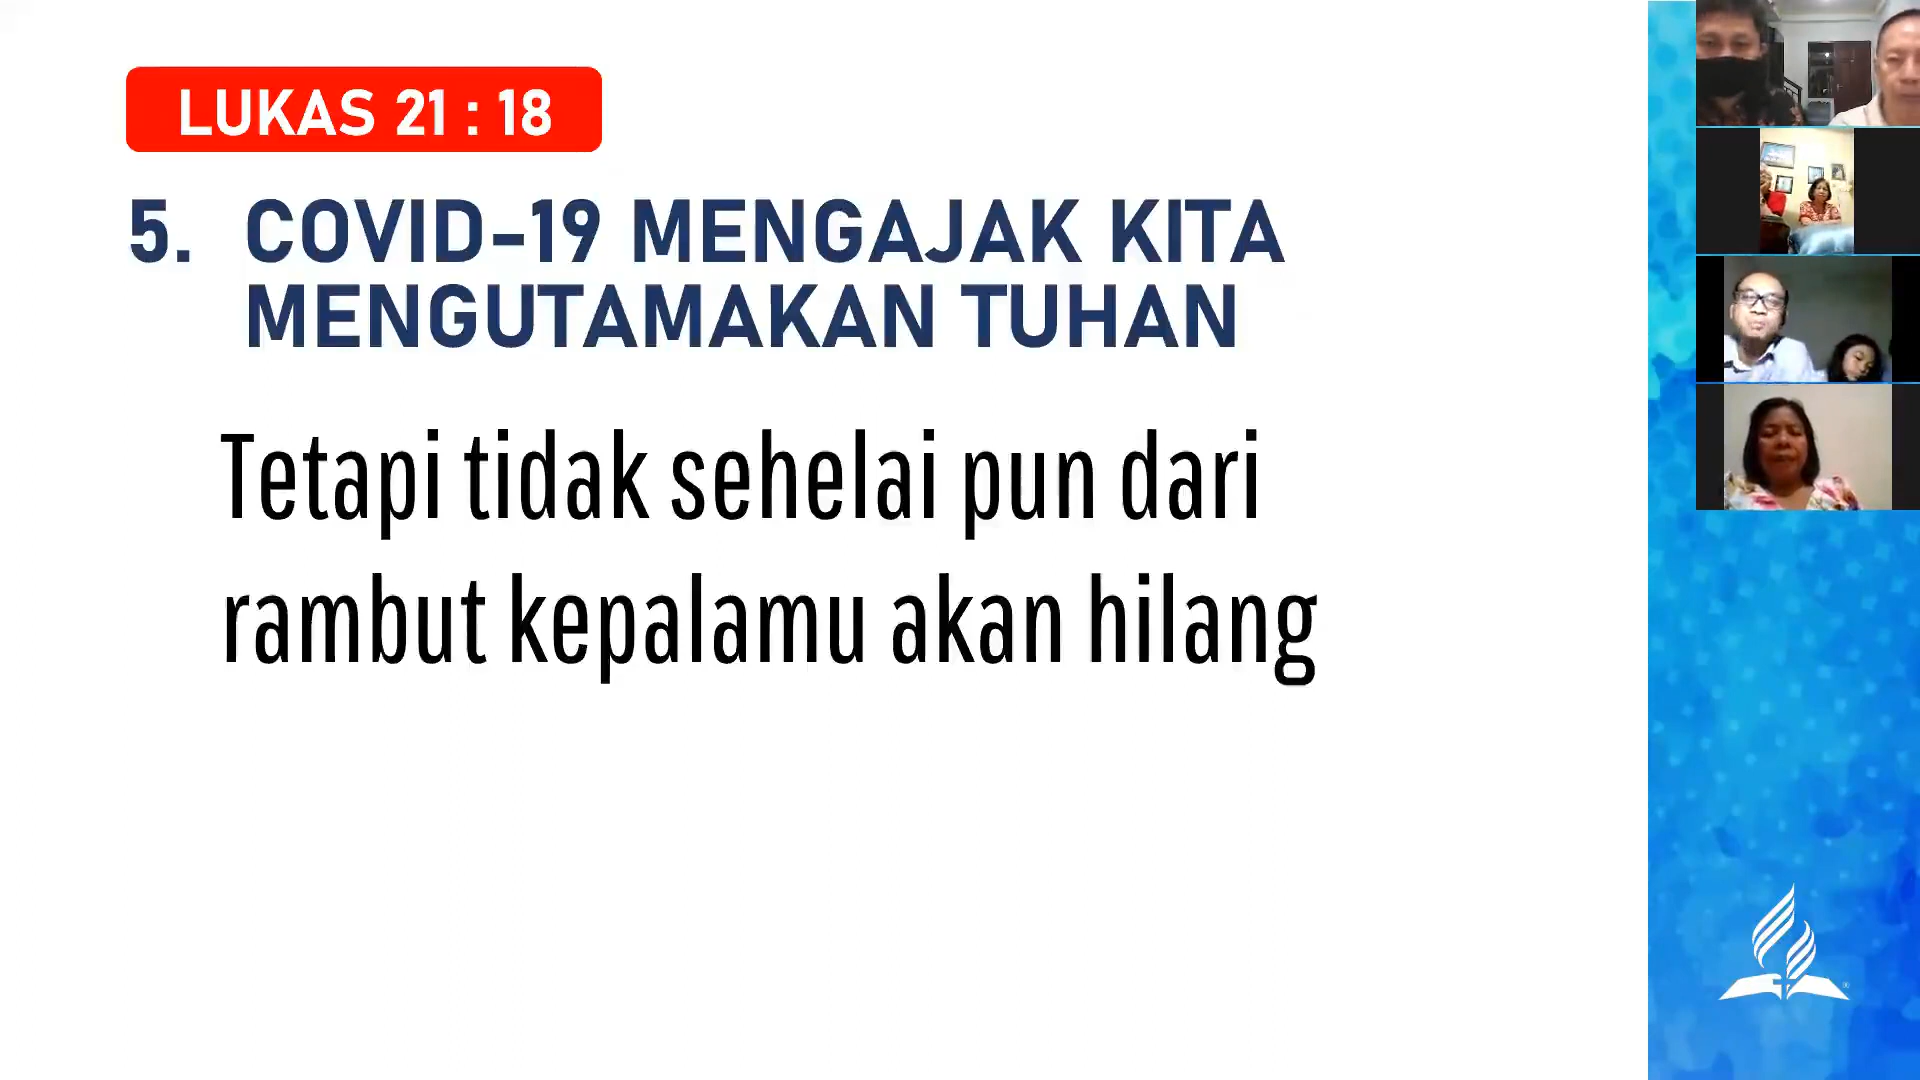 LUKAS 21 : 18
5. COVID-19 MENGAJAK KITA
MENGUTAMAKAN TUHAN
Tetapi tidak sehelai pun dari
rambut kepalamu akan hilang